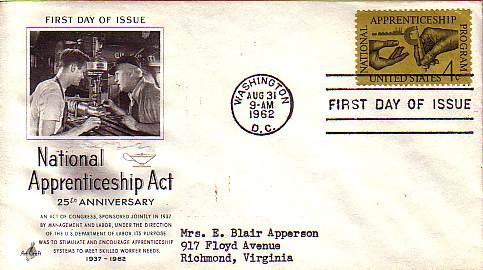 FIRST DAY OF ISSUE
National
Apprenticeship Act
25th ANNIVERSARY
AN ACT OF CONGRESS, SPONSORED JOINTLY IN 1937
BY MANAGEMENT AND LABOR, UNDER THE DIRECTION
OF THE U.S. DEPARTMENT OF LABOR. ITS PURPOSE
WAS TO STIMULATE AND ENCOURAGE APPRENTICESHIP
SYSTEMS TO MEET SKILLED WORKER NEEDS.
1937 - 1962
ArtCraft
WASHINGTON
AUG 31
9-AM
1962
D.C.
NATIONAL
APPRENTICESHIP
PROGRAM
UNITED STATES
4c
FIRST DAY OF ISSUE
Mrs. E. Blair Apperson
917 Floyd Avenue
Richmond, Virginia